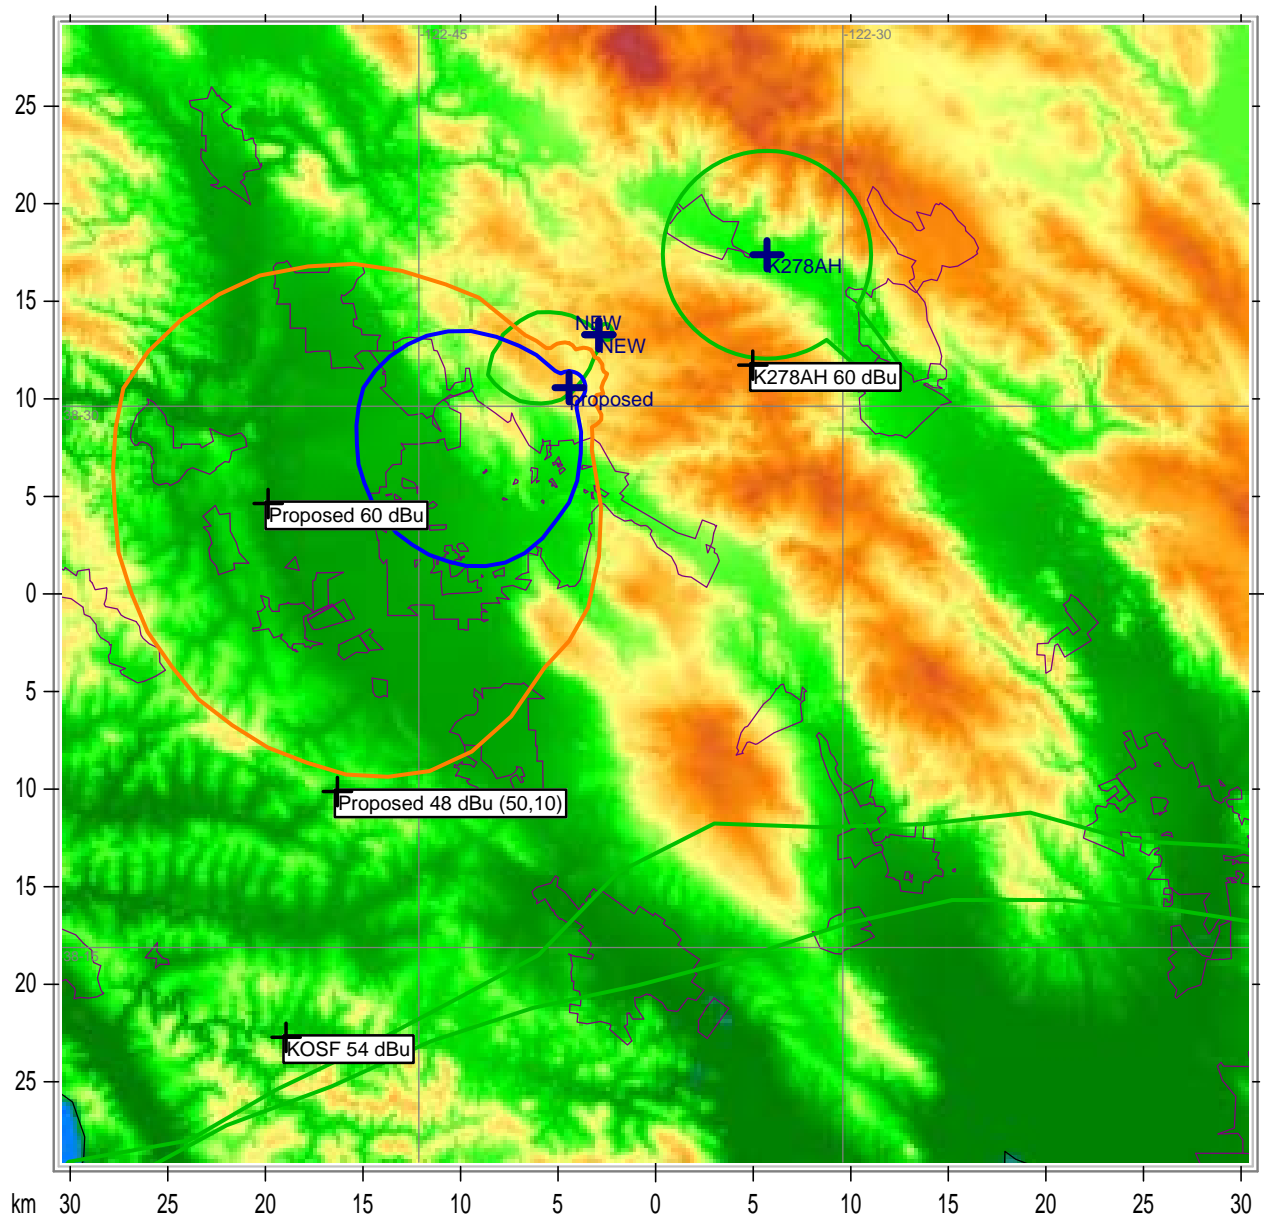 -122-45
-122-30
25
20
15
10
5
0
5
10
15
20
25
K278AH
NEW
NEW
K278AH 60 dBu
proposed
Proposed 60 dBu
Proposed 48 dBu (50,10)
KOSF 54 dBu
km 30 25 20 15 10 5 0 5 10 15 20 25 30